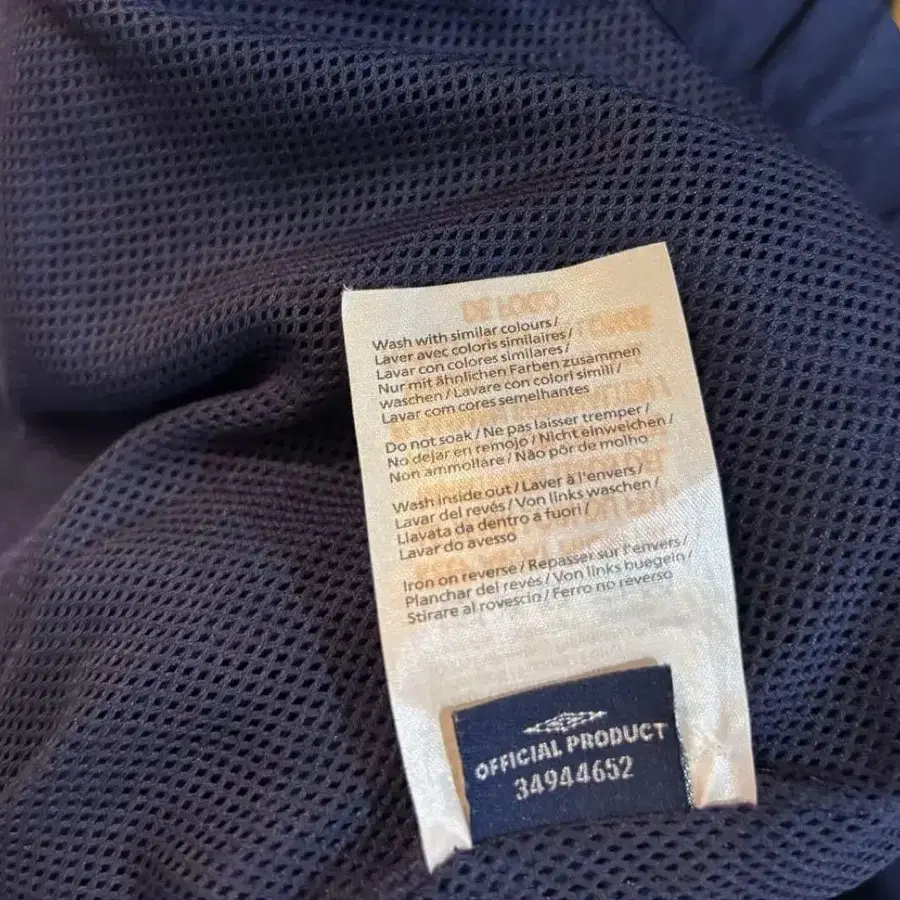 Wash with similar colours /
Laver avec coloris similaires /
Lavar con colores similares /
Nur mit ähnlichen Farben zusammen
waschen / Lavare con colori simili /
Lavar com cores semelhantes
Do not soak / Ne pas laisser tremper /
No dejar en remojo / Nicht einweichen /
Non ammollare / Não pôr de molho
Wash inside out / Laver à l'envers /
Lavar del revés / Von links waschen /
Llavata da dentro a fuori /
Lavar do avesso
Iron on reverse / Repasser sur l'envers /
Planchar del revés / Von links buegeln /
Stirare al rovescin / Ferro no reverso
OFFICIAL PRODUCT
34944652